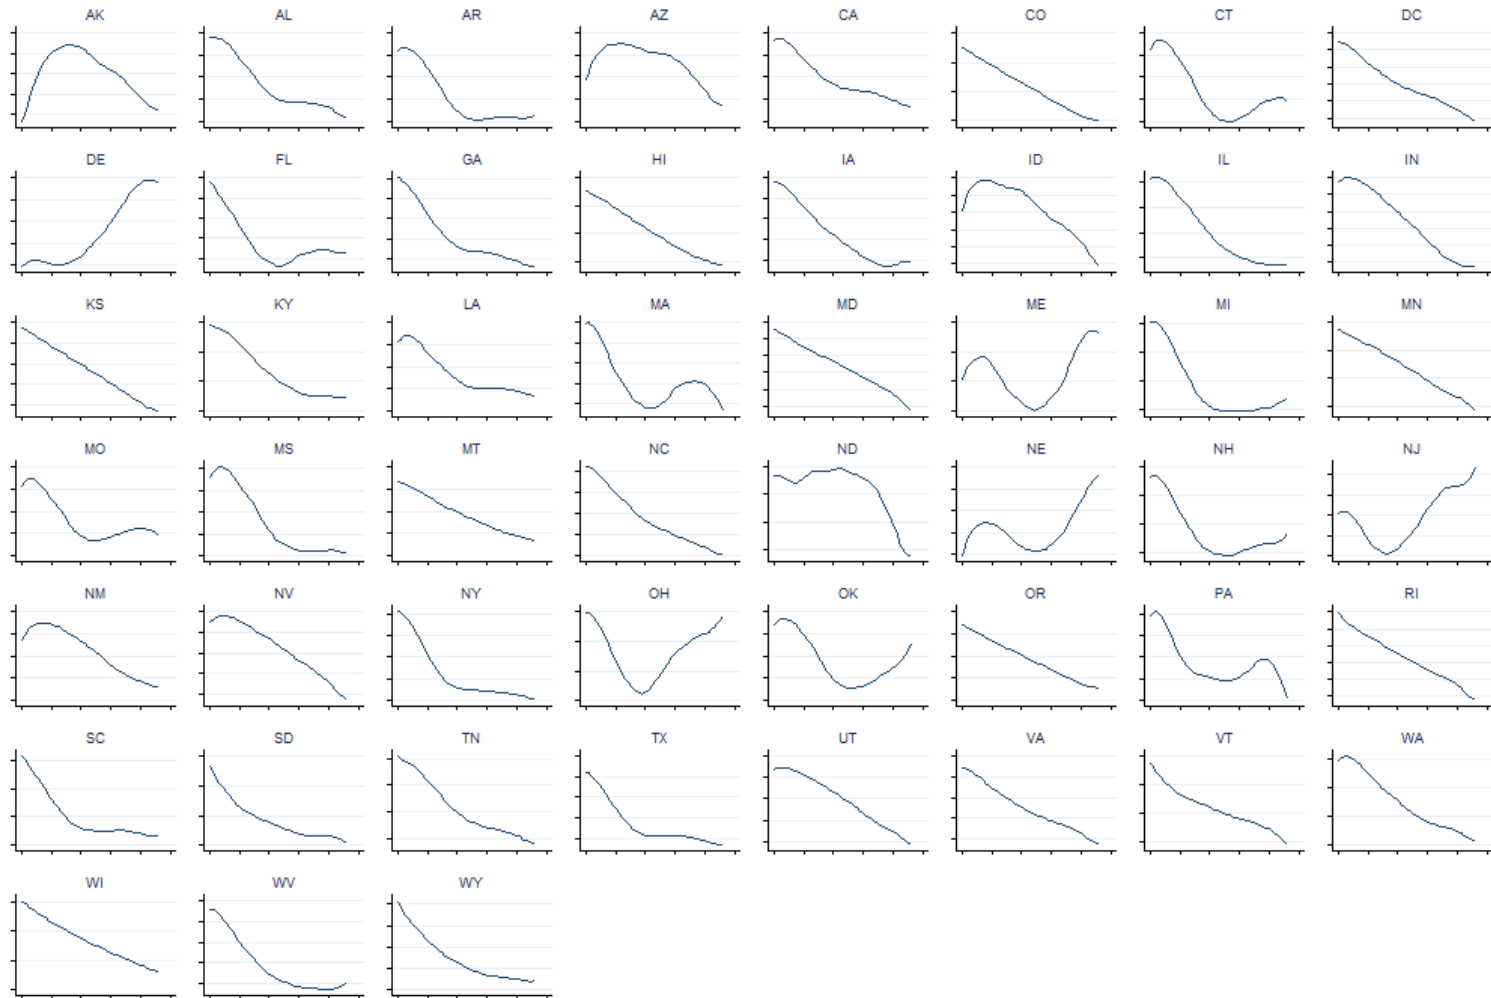 AK AL AR AZ CA CO CT DC
DE FL GA HI IA ID IL IN
KS KY LA MA MD ME MI MN
MO MS MT NC ND NE NH NJ
NM NV NY OH OK OR PA RI
SC SD TN TX UT VA VT WA
WI WV WY